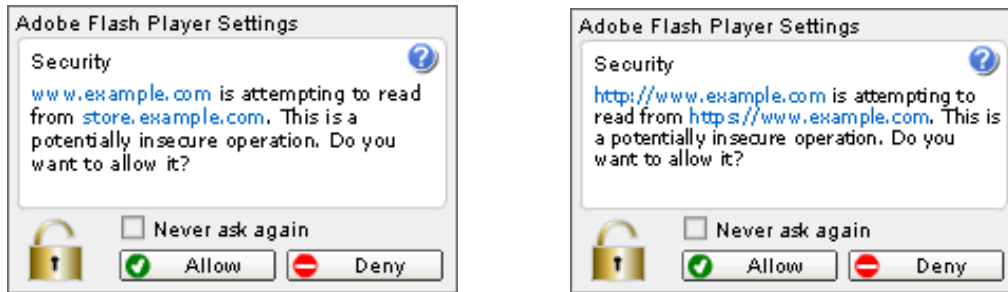 Adobe Flash Player Settings
Security
www.example.com is attempting to read
from store.example.com. This is a
potentially insecure operation. Do you
want to allow it?
Never ask again
Allow
Deny
Adobe Flash Player Settings
Security
http://www.example.com is attempting to
read from https://www.example.com. This is
a potentially insecure operation. Do you
want to allow it?
Never ask again
Allow
Deny